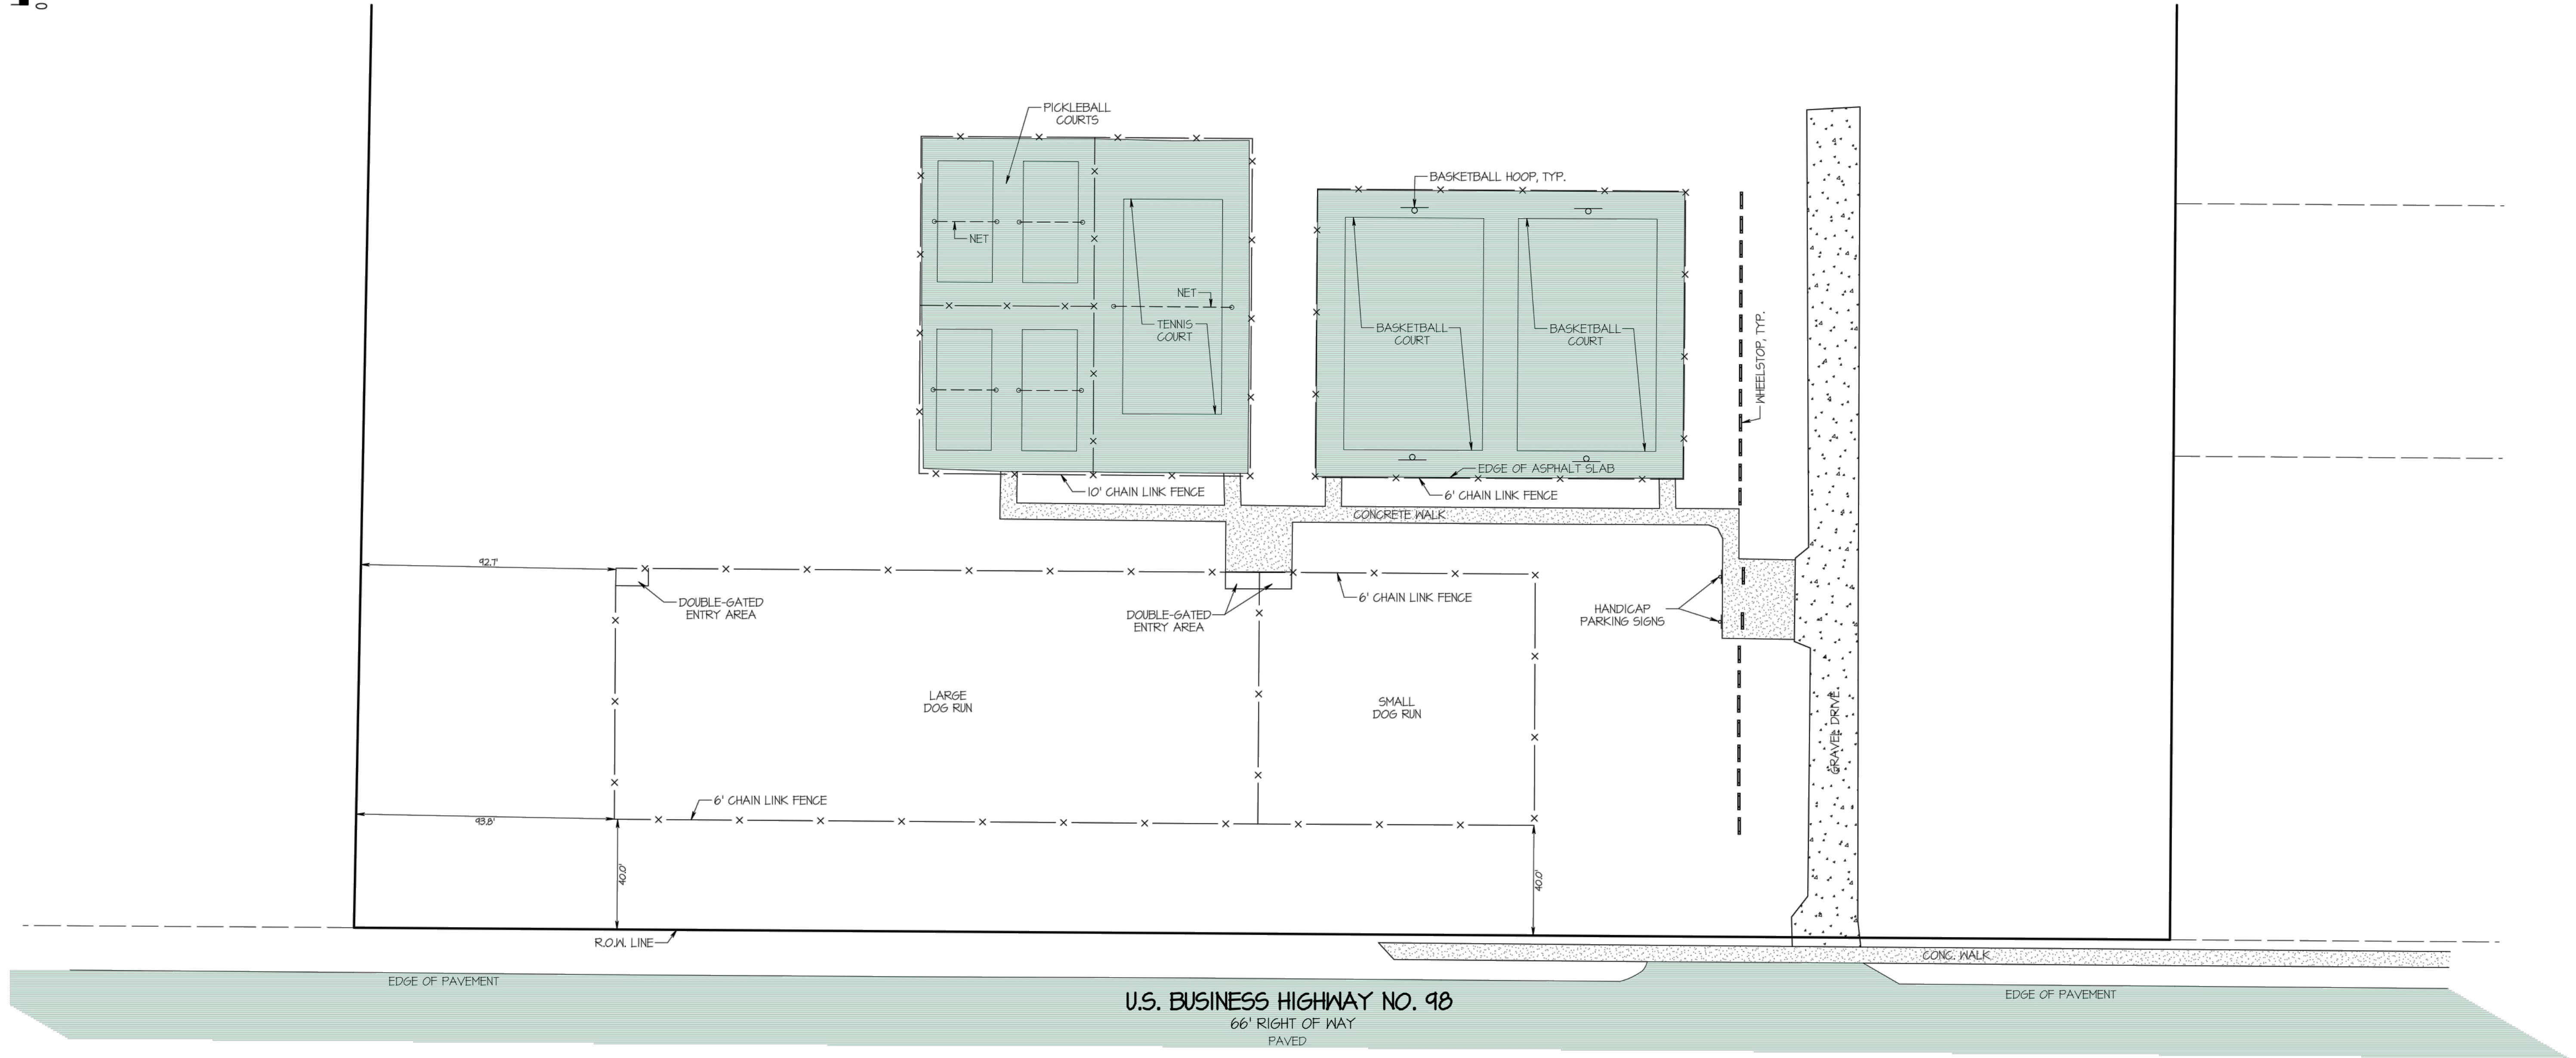 0
PICKLEBALL
COURTS
BASKETBALL HOOP, TYP.
NET
NET
TENNIS
COURT
BASKETBALL
COURT
BASKETBALL
COURT
WHEELSTOP, TYP.
EDGE OF ASPHALT SLAB
10' CHAIN LINK FENCE
6' CHAIN LINK FENCE
CONCRETE WALK
92.7'
DOUBLE-GATED
ENTRY AREA
DOUBLE-GATED
ENTRY AREA
6' CHAIN LINK FENCE
HANDICAP
PARKING SIGNS
LARGE
DOG RUN
SMALL
DOG RUN
GRAVEL DRIVE
6' CHAIN LINK FENCE
93.8'
40.0'
40.0'
R.O.W. LINE
CONC. WALK
EDGE OF PAVEMENT
EDGE OF PAVEMENT
U.S. BUSINESS HIGHWAY NO. 98
66' RIGHT OF WAY
PAVED